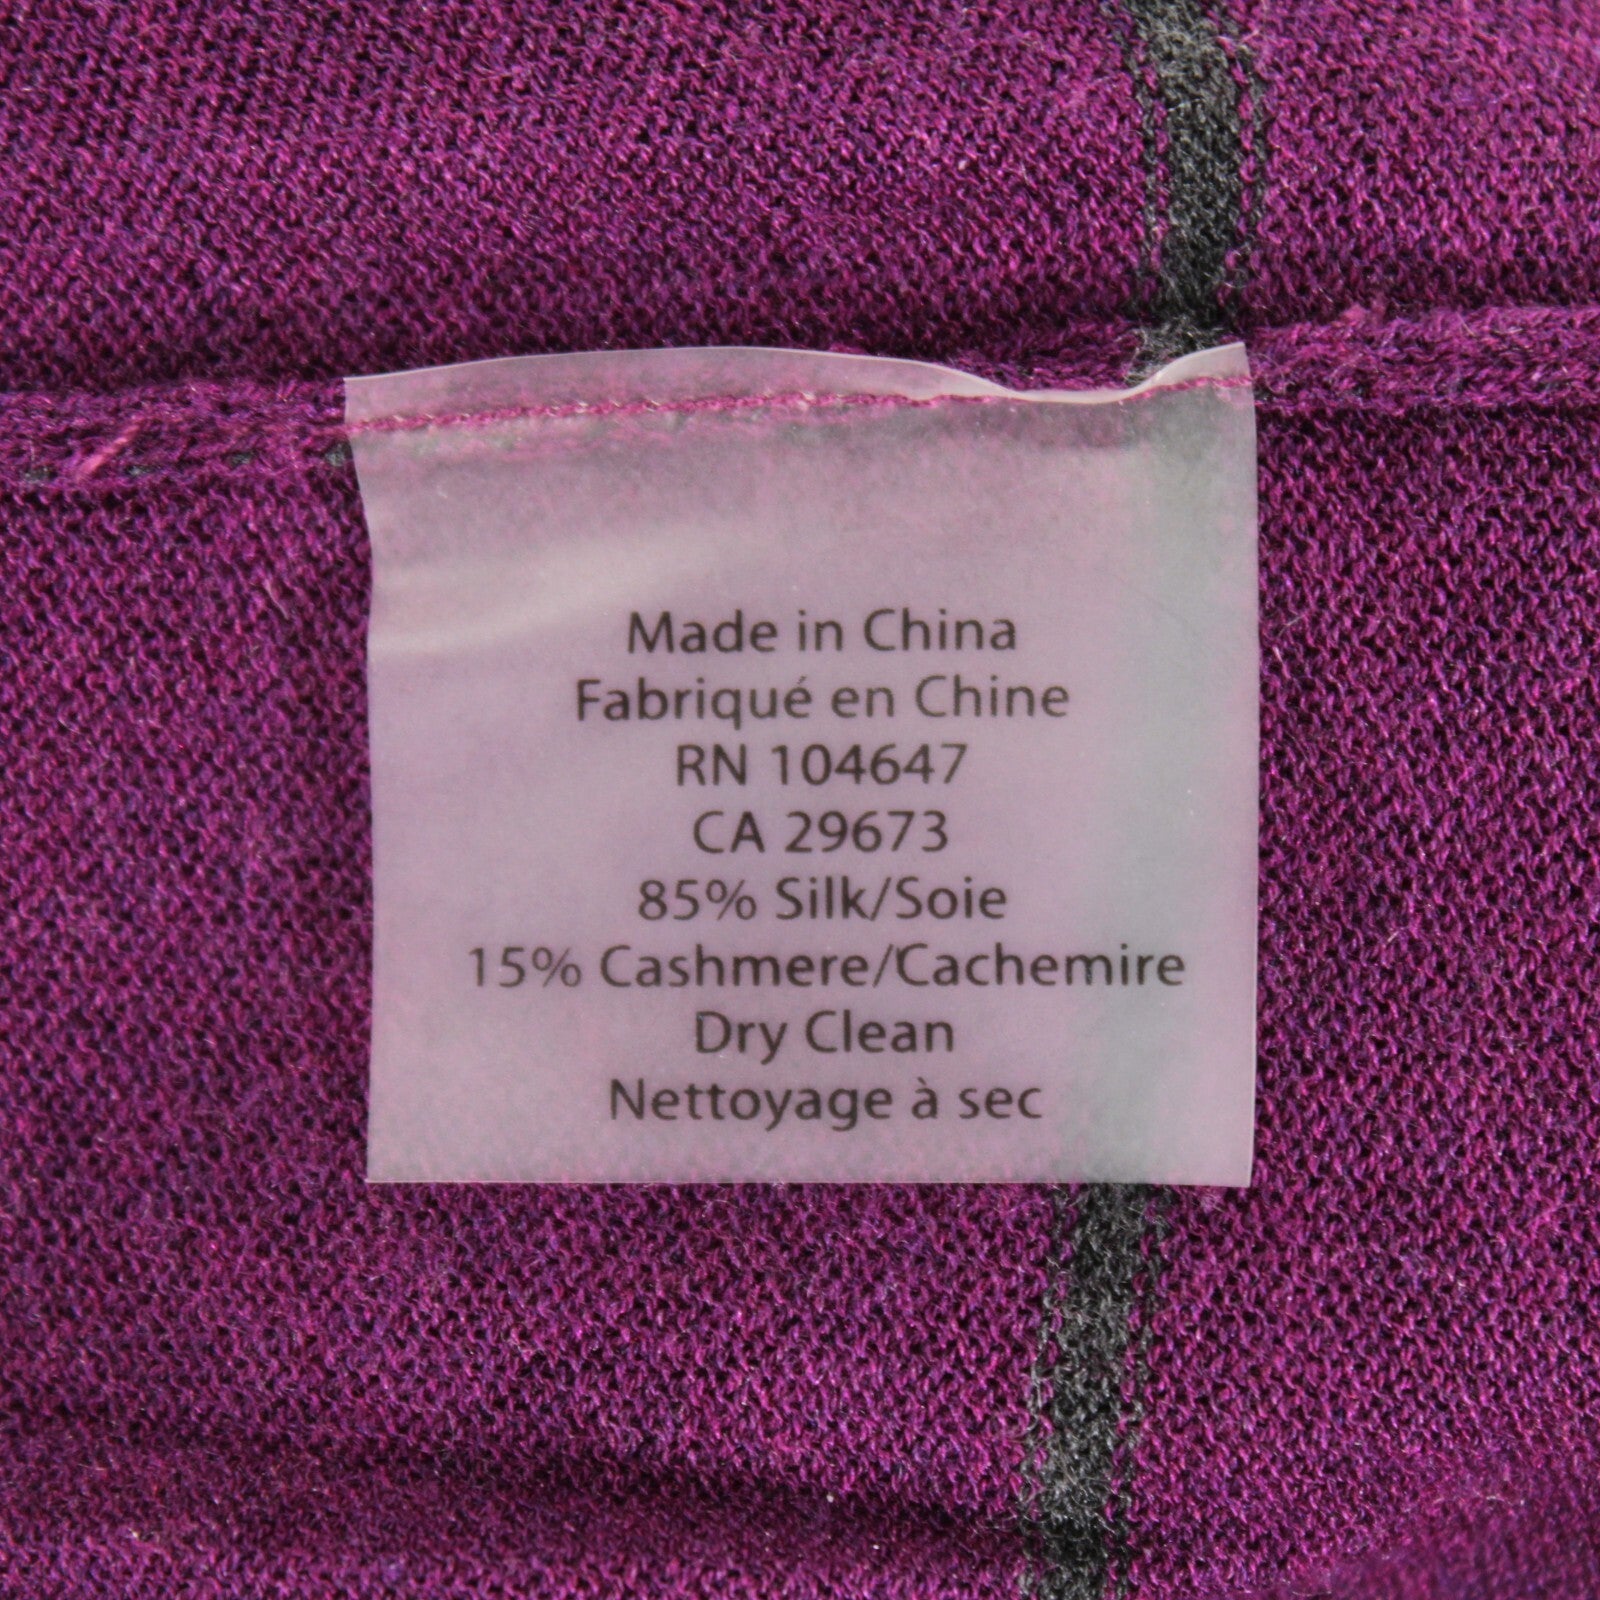 Made in China
Fabriqué en Chine
RN 104647
CA 29673
85% Silk/Soie
15% Cashmere/Cachemire
Dry Clean
Nettoyage à sec